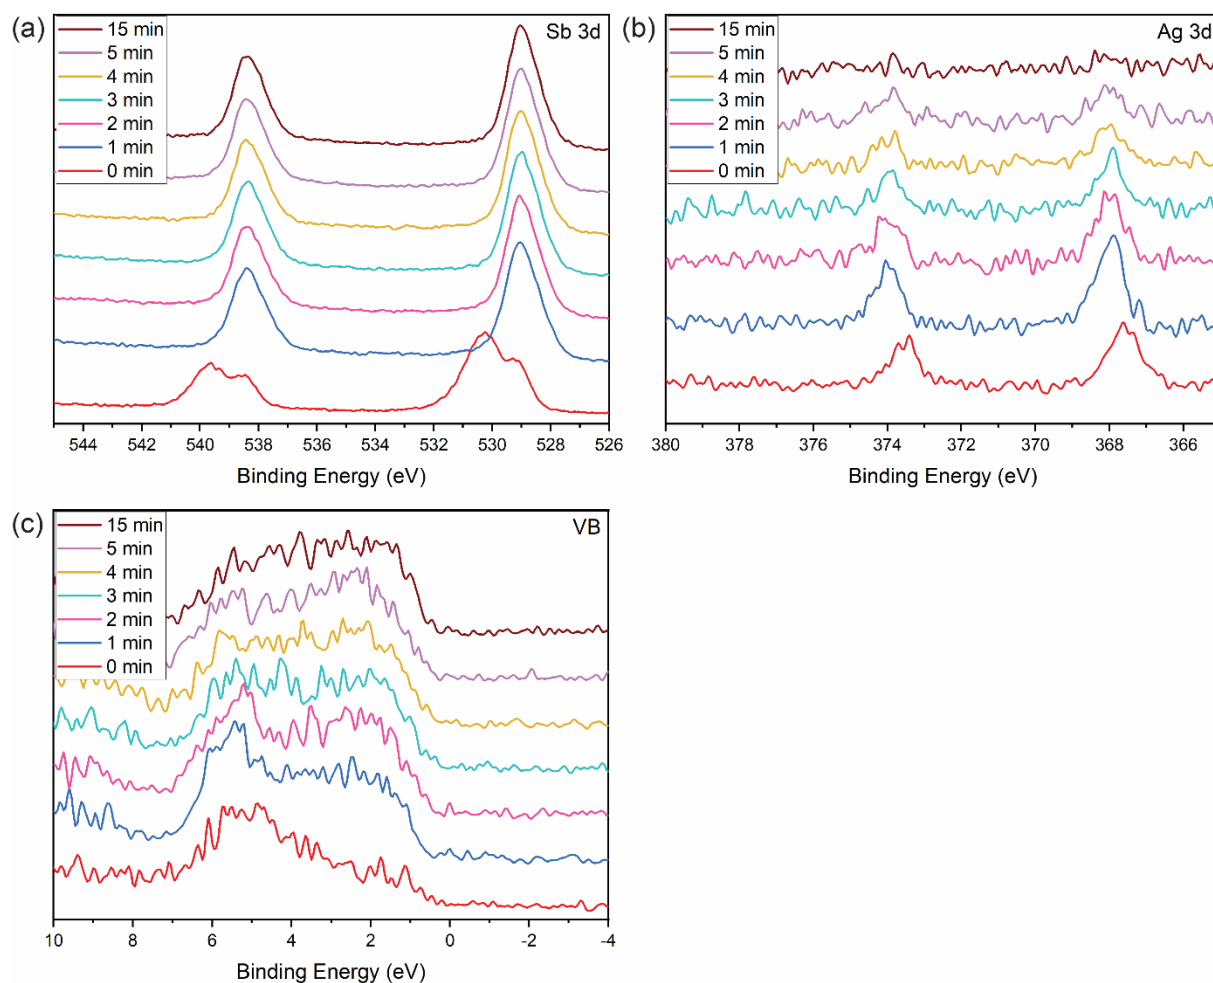 (a)
Sb 3d
15 min
5 min
4 min
3 min
2 min
1 min
0 min
544 542 540 538 536 534 532 530 528 526
Binding Energy (eV)
(b)
Ag 3d
15 min
5 min
4 min
3 min
2 min
1 min
0 min
380 378 376 374 372 370 368 366
Binding Energy (eV)
(c)
VB
15 min
5 min
4 min
3 min
2 min
1 min
0 min
10 8 6 4 2 0 -2 -4
Binding Energy (eV)